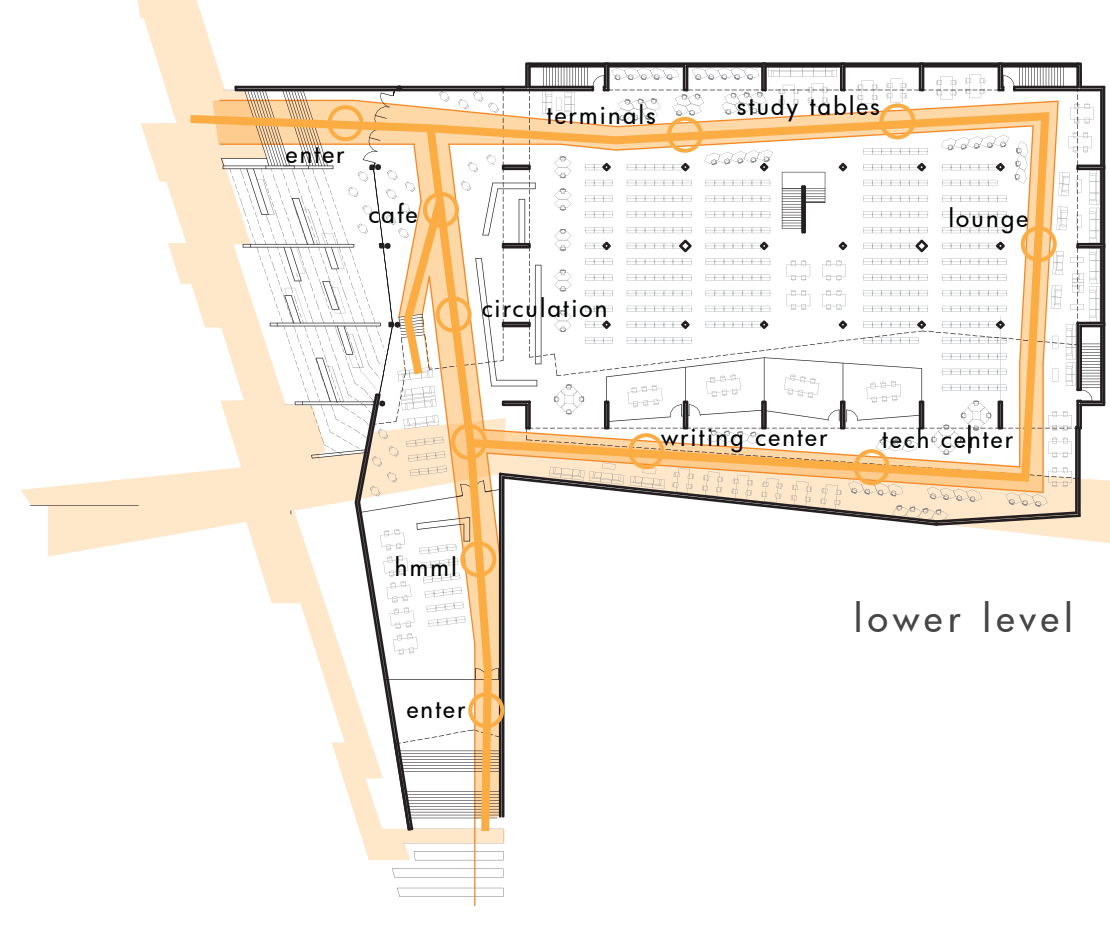 terminals
study tables
enter
cafe
lounge
circulation
writing center
tech center
hmml
lower level
enter